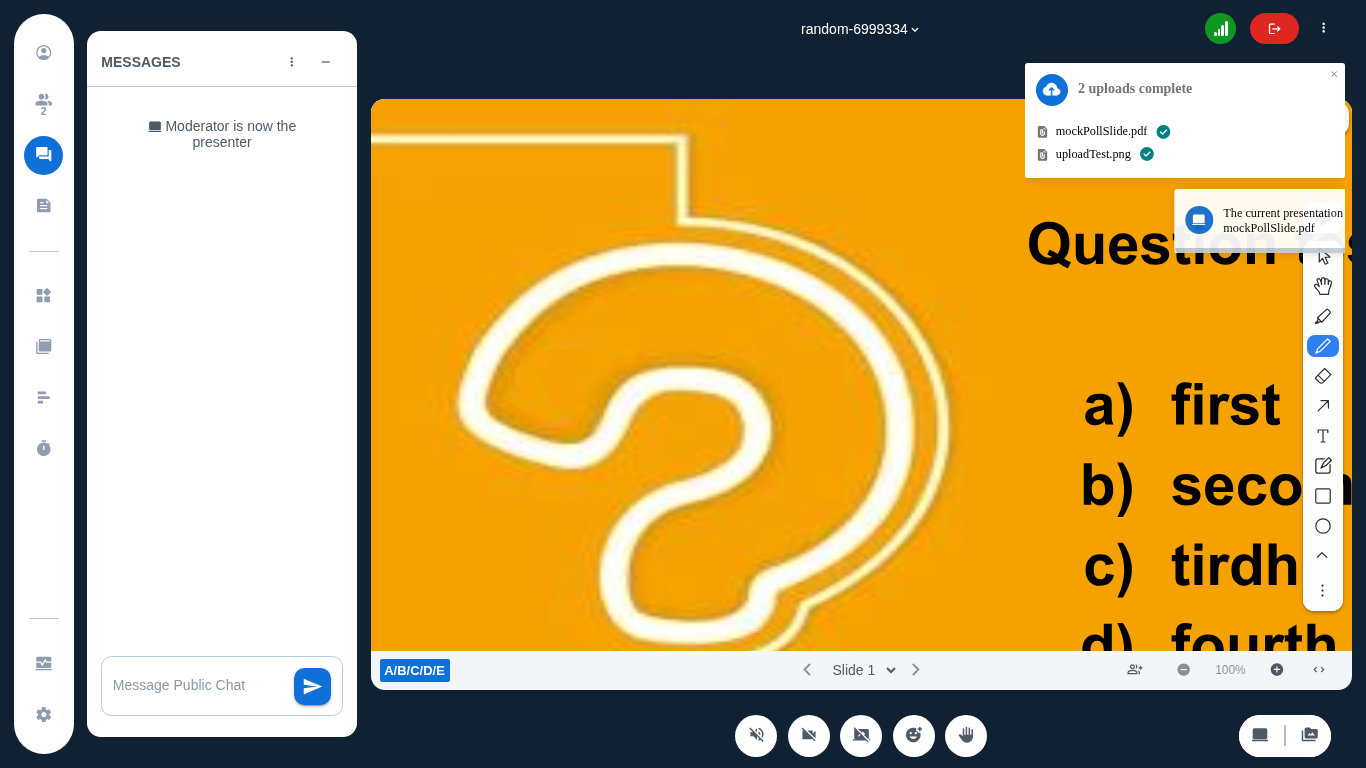 random-6999334
2
MESSAGES
Moderator is now the
presenter
Message Public Chat
2 uploads complete
mockPollSlide.pdf
uploadTest.png
The current presentation
mockPollSlide.pdf
Question
a) first
b)
c) tirdh
d) fourth
A/B/C/D/E
Slide 1
100%